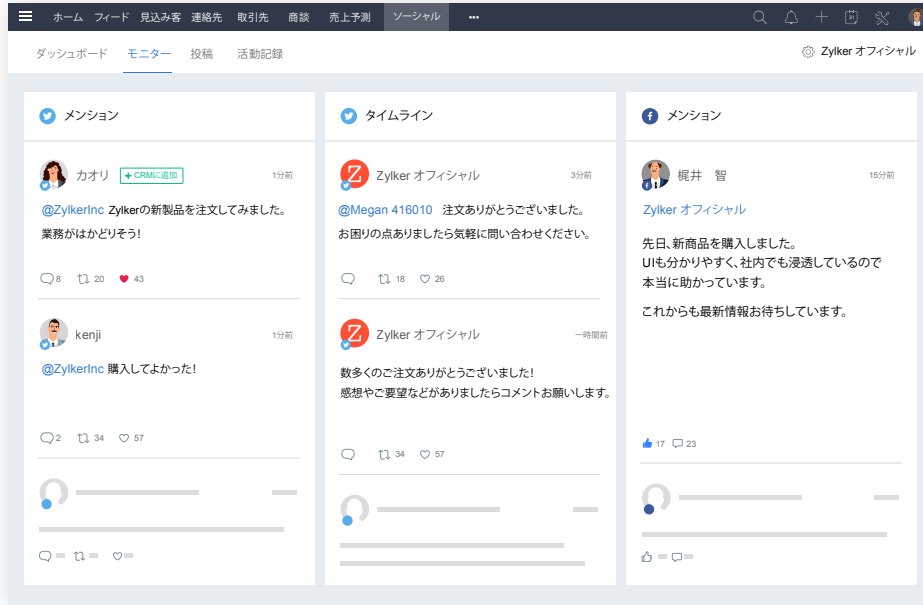 ホーム フィード 見込み客 連絡先 取引先 商談 売上予測 ソーシャル •••
ダッシュボード モニター 投稿 活動記録 Zylker オフィシャル
メンション
カオリ +CRMに追加 1分前
@ZylkerInc Zylkerの新製品を注文してみました。
業務がはかどりそう!
8 20 43
kenji 1分前
@ZylkerInc 購入してよかった!
2 34 57
タイムライン
Zylker オフィシャル 3分前
@Megan 416010 注文ありがとうございました。
お困りの点ありましたら気軽に問い合わせください。
18 26
Zylker オフィシャル 一時間前
数多くのご注文ありがとうございました!
感想やご要望などがありましたらコメントお願いします。
34 57
メンション
梶井 智 15分前
Zylker オフィシャル
先日、新商品を購入しました。
UIも分かりやすく、社内でも浸透しているので
本当に助かっています。
これからも最新情報お待ちしています。
17 23